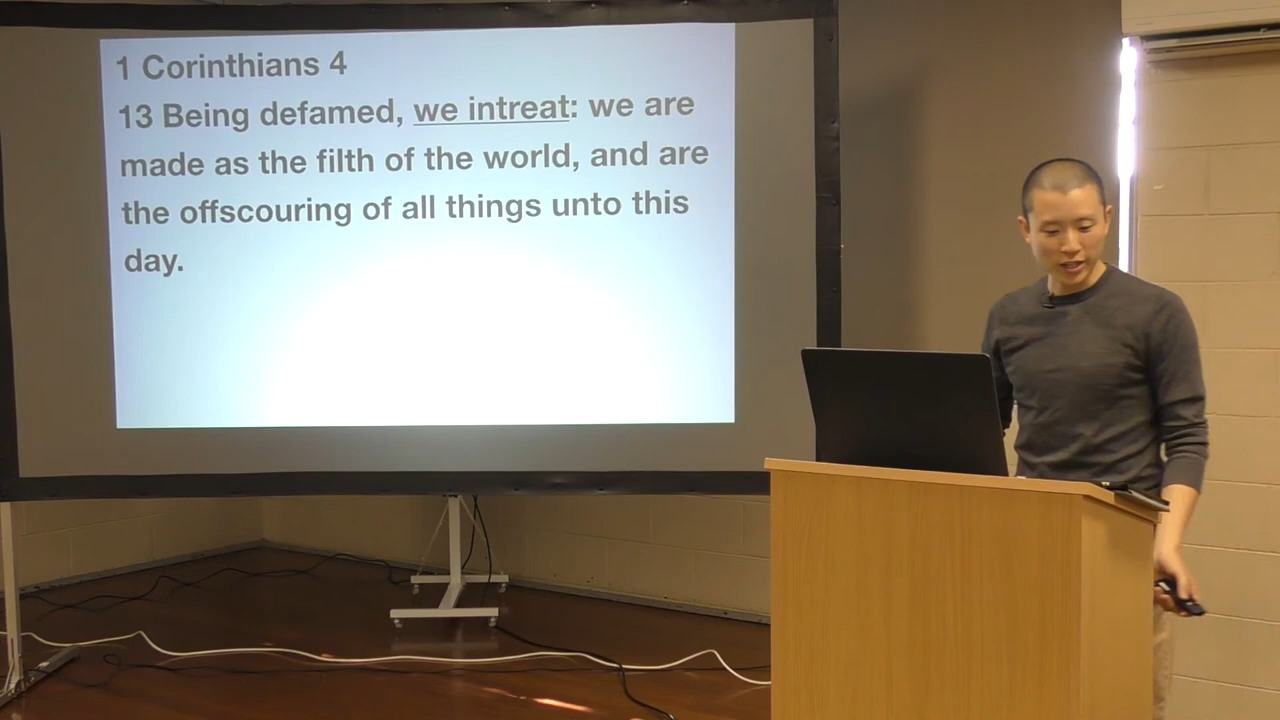 1 Corinthians 4
13 Being defamed, we intreat: we are
made as the filth of the world, and are
the offscouring of all things unto this
day.